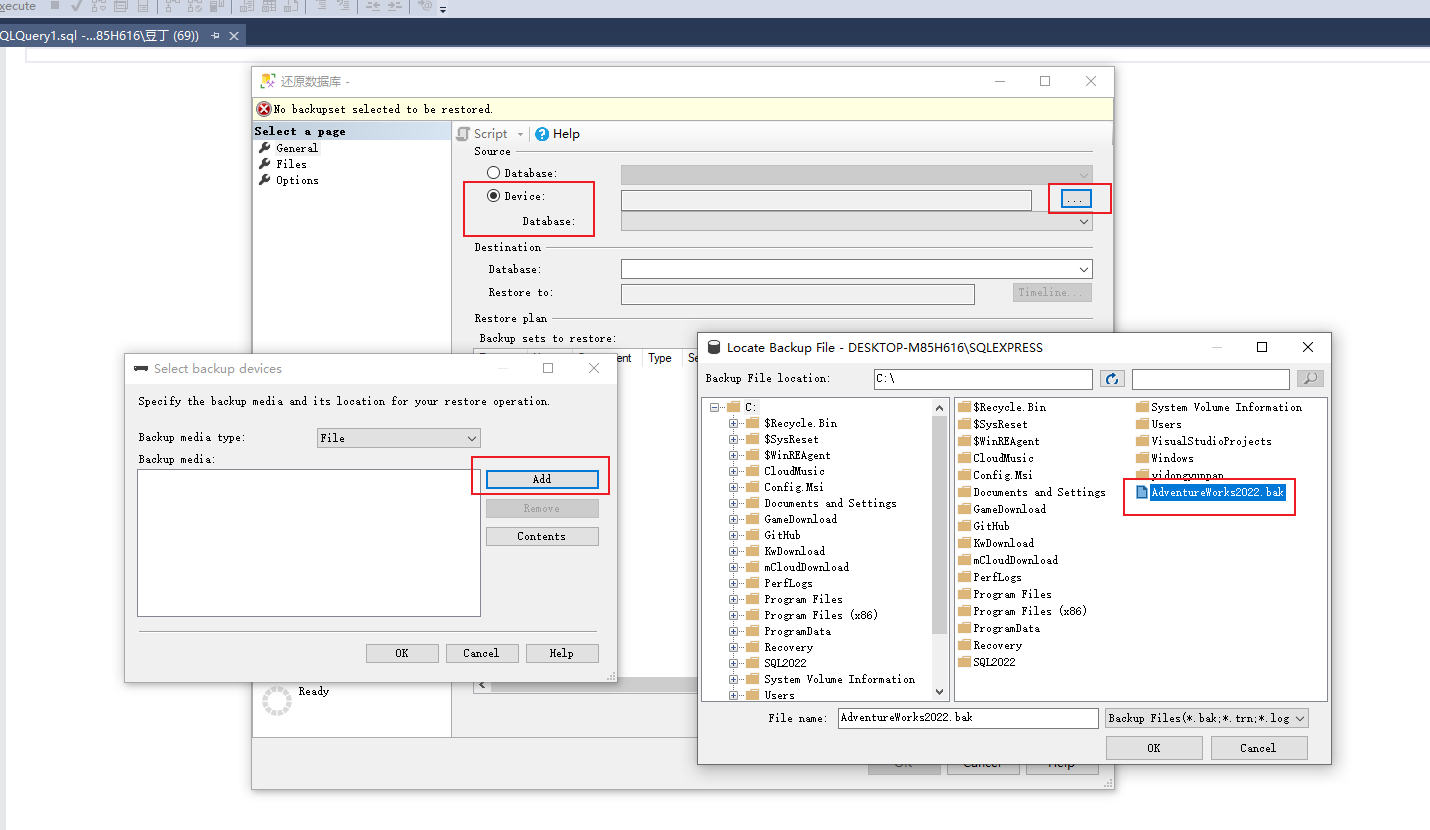 xecute
QLQuery1.sql -...85H616\豆丁 (69))
还原数据库 -
No backupset selected to be restored.
Select a page
General
Files
Options
Script
Help
Source
Database:
Device:
...
Database:
Destination
Database:
Restore to:
Timeline...
Restore plan
Backup sets to restore:
Type
Ready
Select backup devices
Specify the backup media and its location for your restore operation.
Backup media type:
File
Backup media:
Add
Remove
Contents
OK
Cancel
Help
Locate Backup File - DESKTOP-M85H616\SQLEXPRESS
Backup File location:
C:\
C:
$Recycle.Bin
$SysReset
$WinREAgent
CloudMusic
Config.Msi
Documents and Settings
GameDownload
GitHub
KwDownload
mCloudDownload
PerfLogs
Program Files
Program Files (x86)
ProgramData
Recovery
SQL2022
System Volume Information
Users
$Recycle.Bin
$SysReset
$WinREAgent
CloudMusic
Config.Msi
Documents and Settings
GameDownload
GitHub
KwDownload
mCloudDownload
PerfLogs
Program Files
Program Files (x86)
ProgramData
Recovery
SQL2022
System Volume Information
Users
VisualStudioProjects
Windows
yidongyunpan
AdventureWorks2022.bak
File name:
AdventureWorks2022.bak
Backup Files(*.bak;*.trn;*.log
OK
Cancel
OK
Cancel
Help